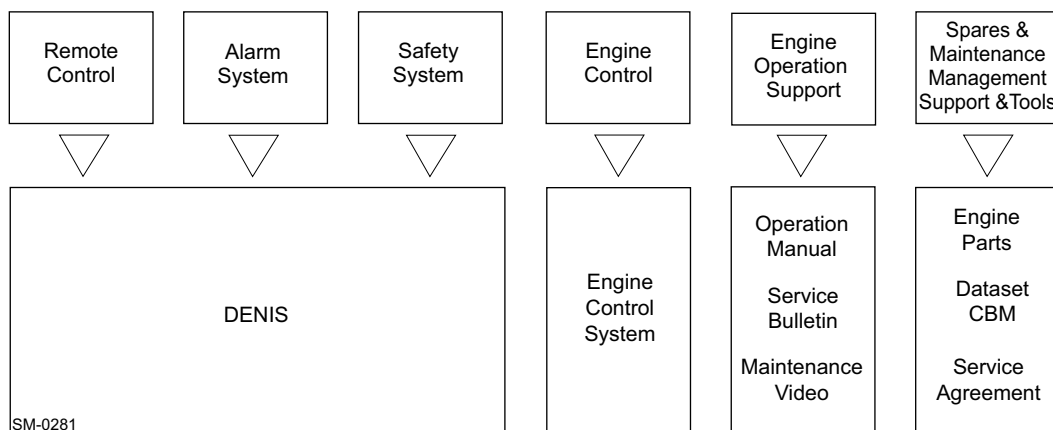 Remote
Control
Alarm
System
Safety
System
Engine
Control
Engine
Operation
Support
Spares &
Maintenance
Management
Support &Tools
DENIS
Engine
Control
System
Operation
Manual
Service
Bulletin
Maintenance
Video
Engine
Parts
Dataset
CBM
Service
Agreement
SM-0281